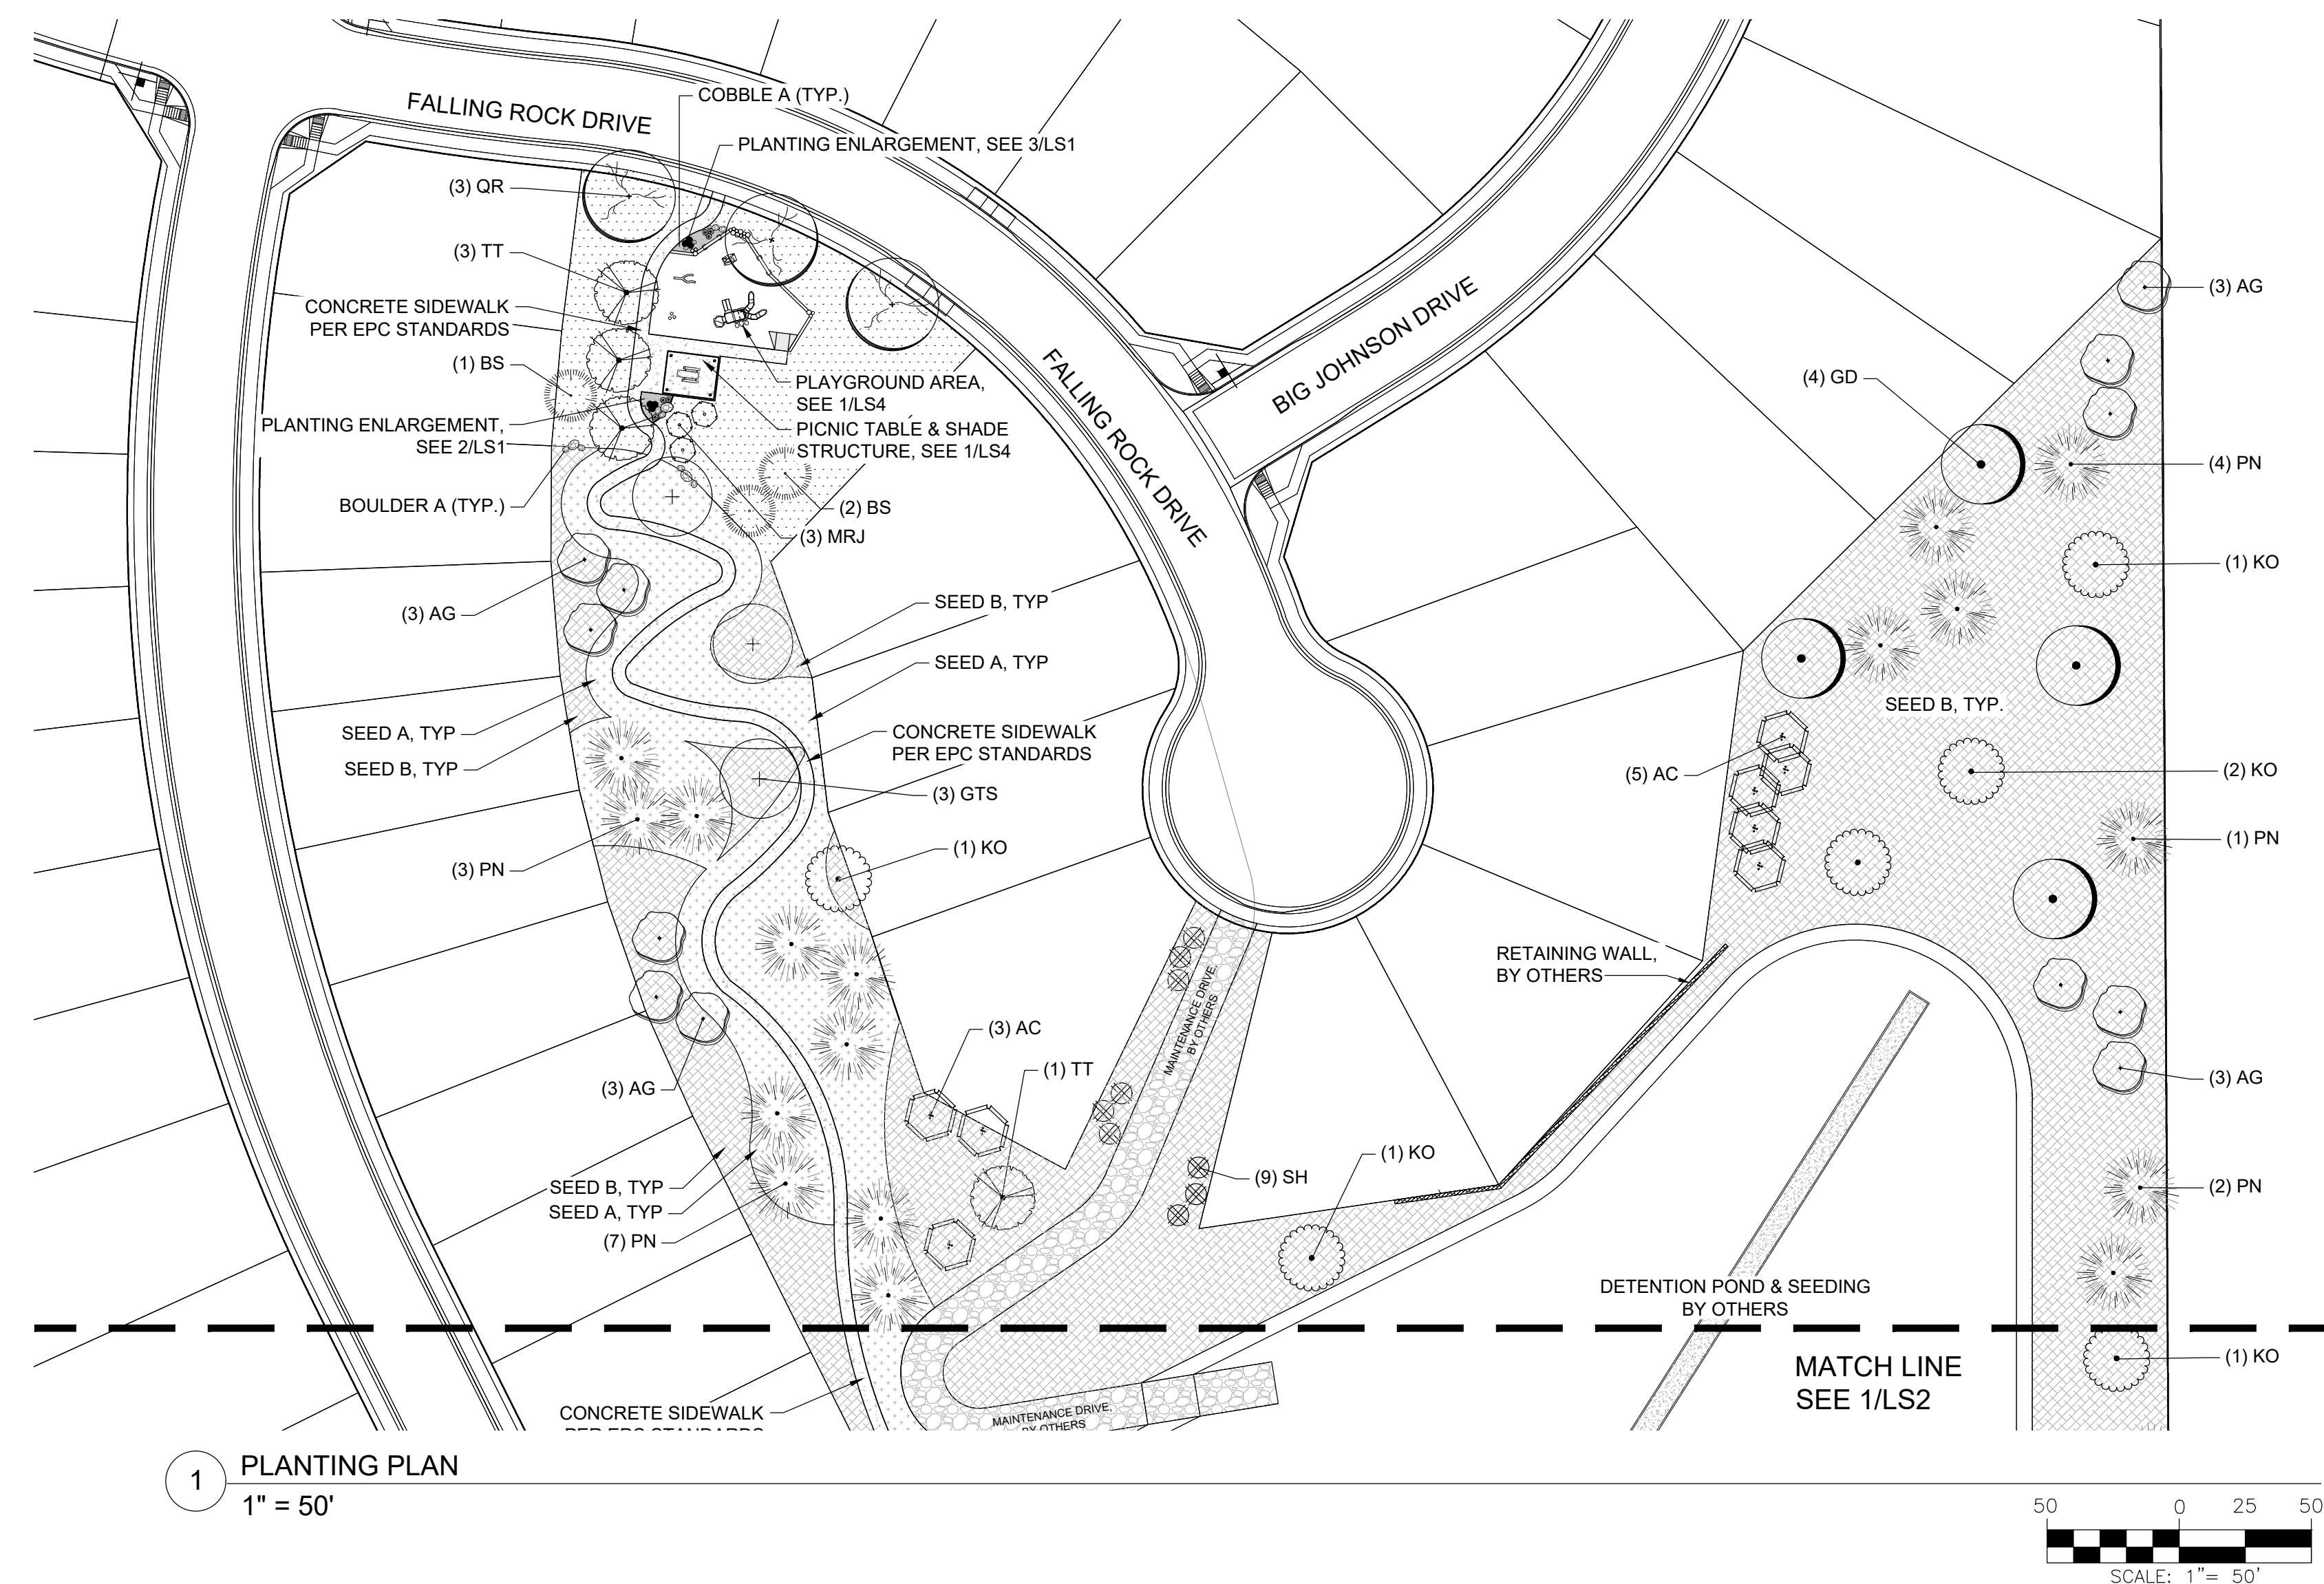 FALLING ROCK DRIVE
COBBLE A (TYP.)
PLANTING ENLARGEMENT, SEE 3/LS1
(3) QR
(3) TT
CONCRETE SIDEWALK
PER EPC STANDARDS
(1) BS
PLANTING ENLARGEMENT,
SEE 2/LS1
BOULDER A (TYP.)
PLAYGROUND AREA,
SEE 1/LS4
PICNIC TABLE & SHADE
STRUCTURE, SEE 1/LS4
(2) BS
(3) MRJ
FALLING ROCK DRIVE
BIG JOHNSON DRIVE
(3) AG
(4) GD
(4) PN
(1) KO
(3) AG
SEED B, TYP
SEED A, TYP
SEED A, TYP
SEED B, TYP
CONCRETE SIDEWALK
PER EPC STANDARDS
(3) GTS
(1) KO
(3) PN
SEED B, TYP.
(5) AC
(2) KO
(1) PN
RETAINING WALL,
BY OTHERS
MAINTENANCE DRIVE,
BY OTHERS
(3) AC
(1) TT
(3) AG
(3) AG
(1) KO
(9) SH
SEED B, TYP
SEED A, TYP
(7) PN
(2) PN
DETENTION POND & SEEDING
BY OTHERS
(1) KO
MATCH LINE
SEE 1/LS2
CONCRETE SIDEWALK
PER EPC STANDARDS
MAINTENANCE DRIVE,
BY OTHERS
1
PLANTING PLAN
1" = 50'
50 0 25 50
SCALE: 1"= 50'